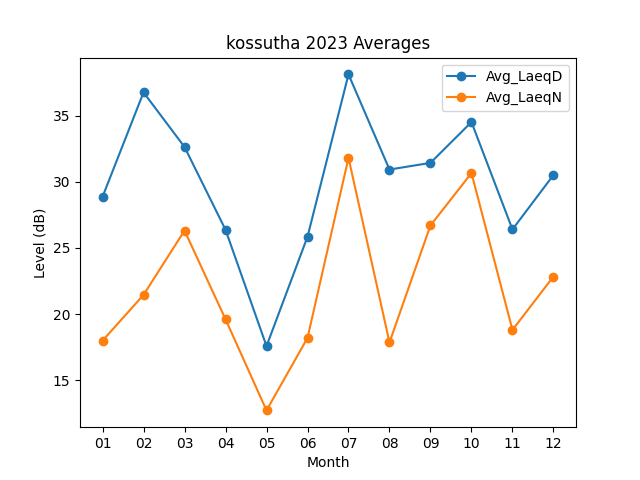 kossutha 2023 Averages
Avg_LaeqD
Avg_LaeqN
Level (dB)
35
30
25
20
15
01 02 03 04 05 06 07 08 09 10 11 12
Month